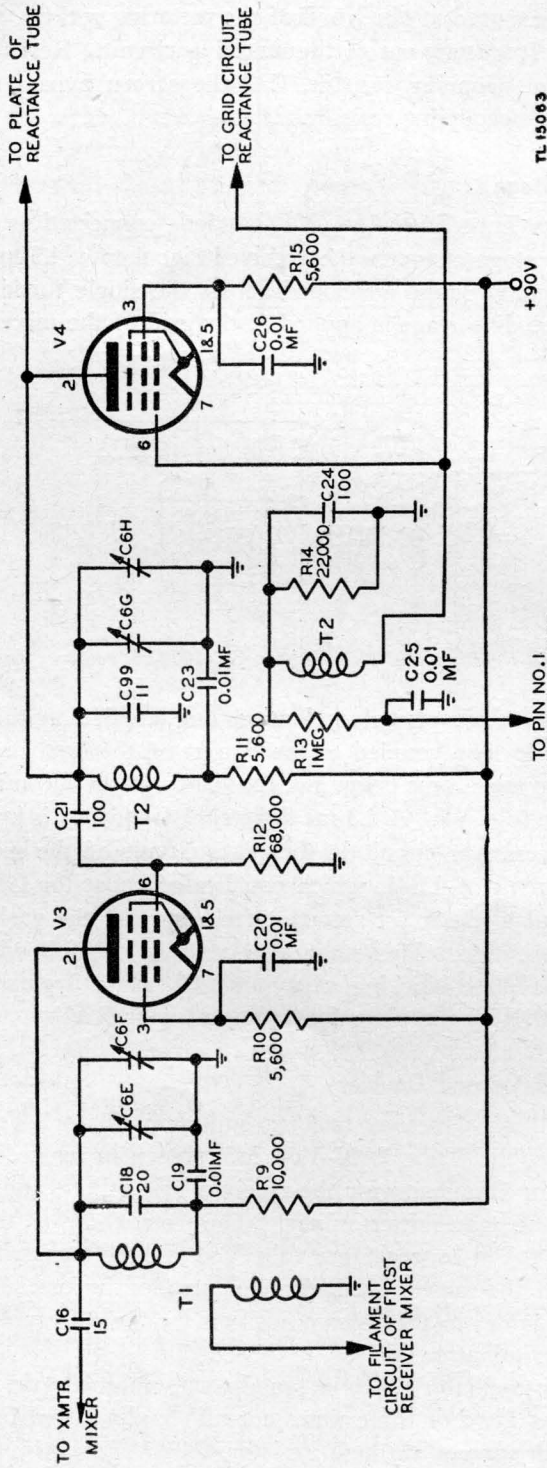 TO XMTR
MIXER
C16
15
T1
TO FILAMENT
CIRCUIT OF FIRST
RECEIVER MIXER
C18
20
C6E
C6F
C19
0.01MF
R9
10,000
V3
2
3
6
7
1&5
R10
5,600
C20
0.01
MF
R12
68,000
C21
100
T2
C99
11
C6G
C6H
C23
0.01MF
R11
5,600
R13
1MEG
T2
R14
22,000
C24
100
C25
0.01
MF
TO PIN NO.1
V4
2
3
6
7
1&5
C26
0.01
MF
R15
5,600
+90V
TO PLATE OF
REACTANCE TUBE
TO GRID CIRCUIT
REACTANCE TUBE
TL 15063